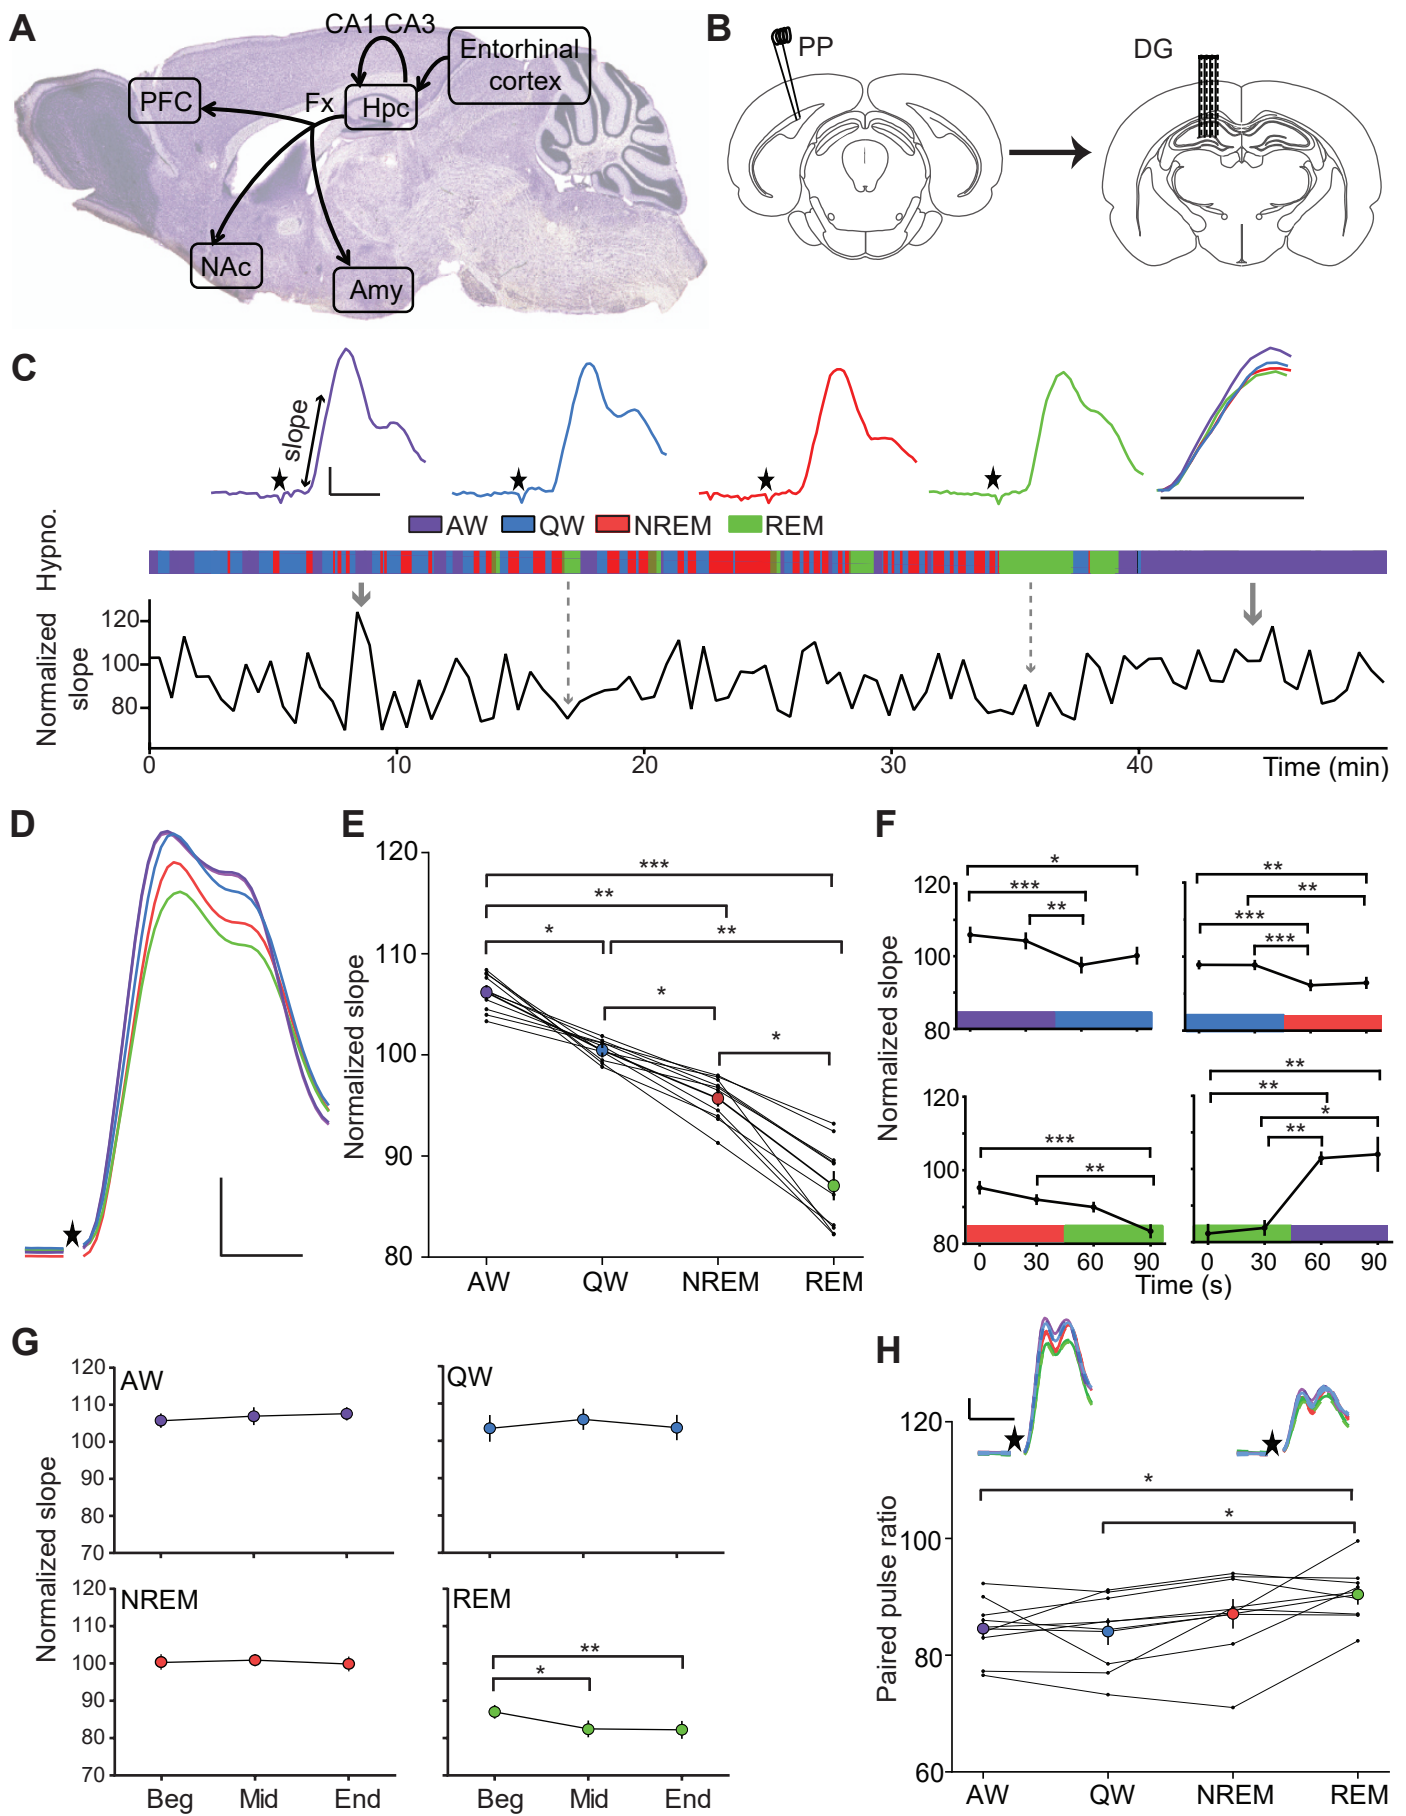 A
CA1 CA3
Entorhinal
cortex
PFC
Fx
Hpc
NAc
Amy
B
PP
DG
C
slope
AW QW NREM REM
Hypno.
Normalized
slope
120
100
80
0 10 20 30 40 Time (min)
D
E
Normalized slope
120
110
100
90
80
***
**
* **
*
*
AW QW NREM REM
F
Normalized slope
120
100
80
*
***
**
**
**
***
***
120
100
80
***
**
**
**
*
**
0 30 60 90 0 30 60 90
Time (s)
G
Normalized slope
120
110
100
90
80
70
AW
QW
120
110
100
90
80
70
NREM
REM
**
*
Beg Mid End Beg Mid End
H
Paired pulse ratio
120
100
80
60
*
*
AW QW NREM REM